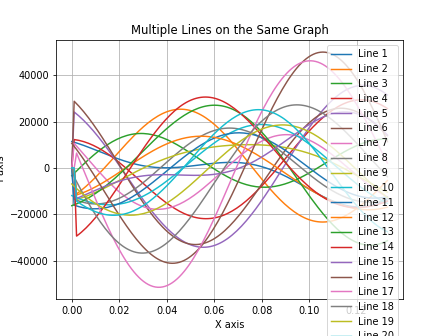 Multiple Lines on the Same Graph
40000
20000
0
−20000
−40000
0.00
0.02
0.04
0.06
0.08
0.10
X axis
Line 1
Line 2
Line 3
Line 4
Line 5
Line 6
Line 7
Line 8
Line 9
Line 10
Line 11
Line 12
Line 13
Line 14
Line 15
Line 16
Line 17
Line 18
Line 19
Line 20